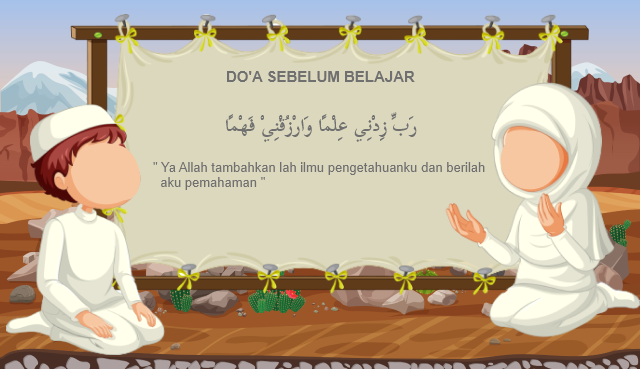 DO'A SEBELUM BELAJAR
رَبِّ زِدْنِي عِلْمًا وَارْزُقْنِيْ فَهْمًا
" Ya Allah tambahkan lah ilmu pengetahuanku dan berilah
aku pemahaman "